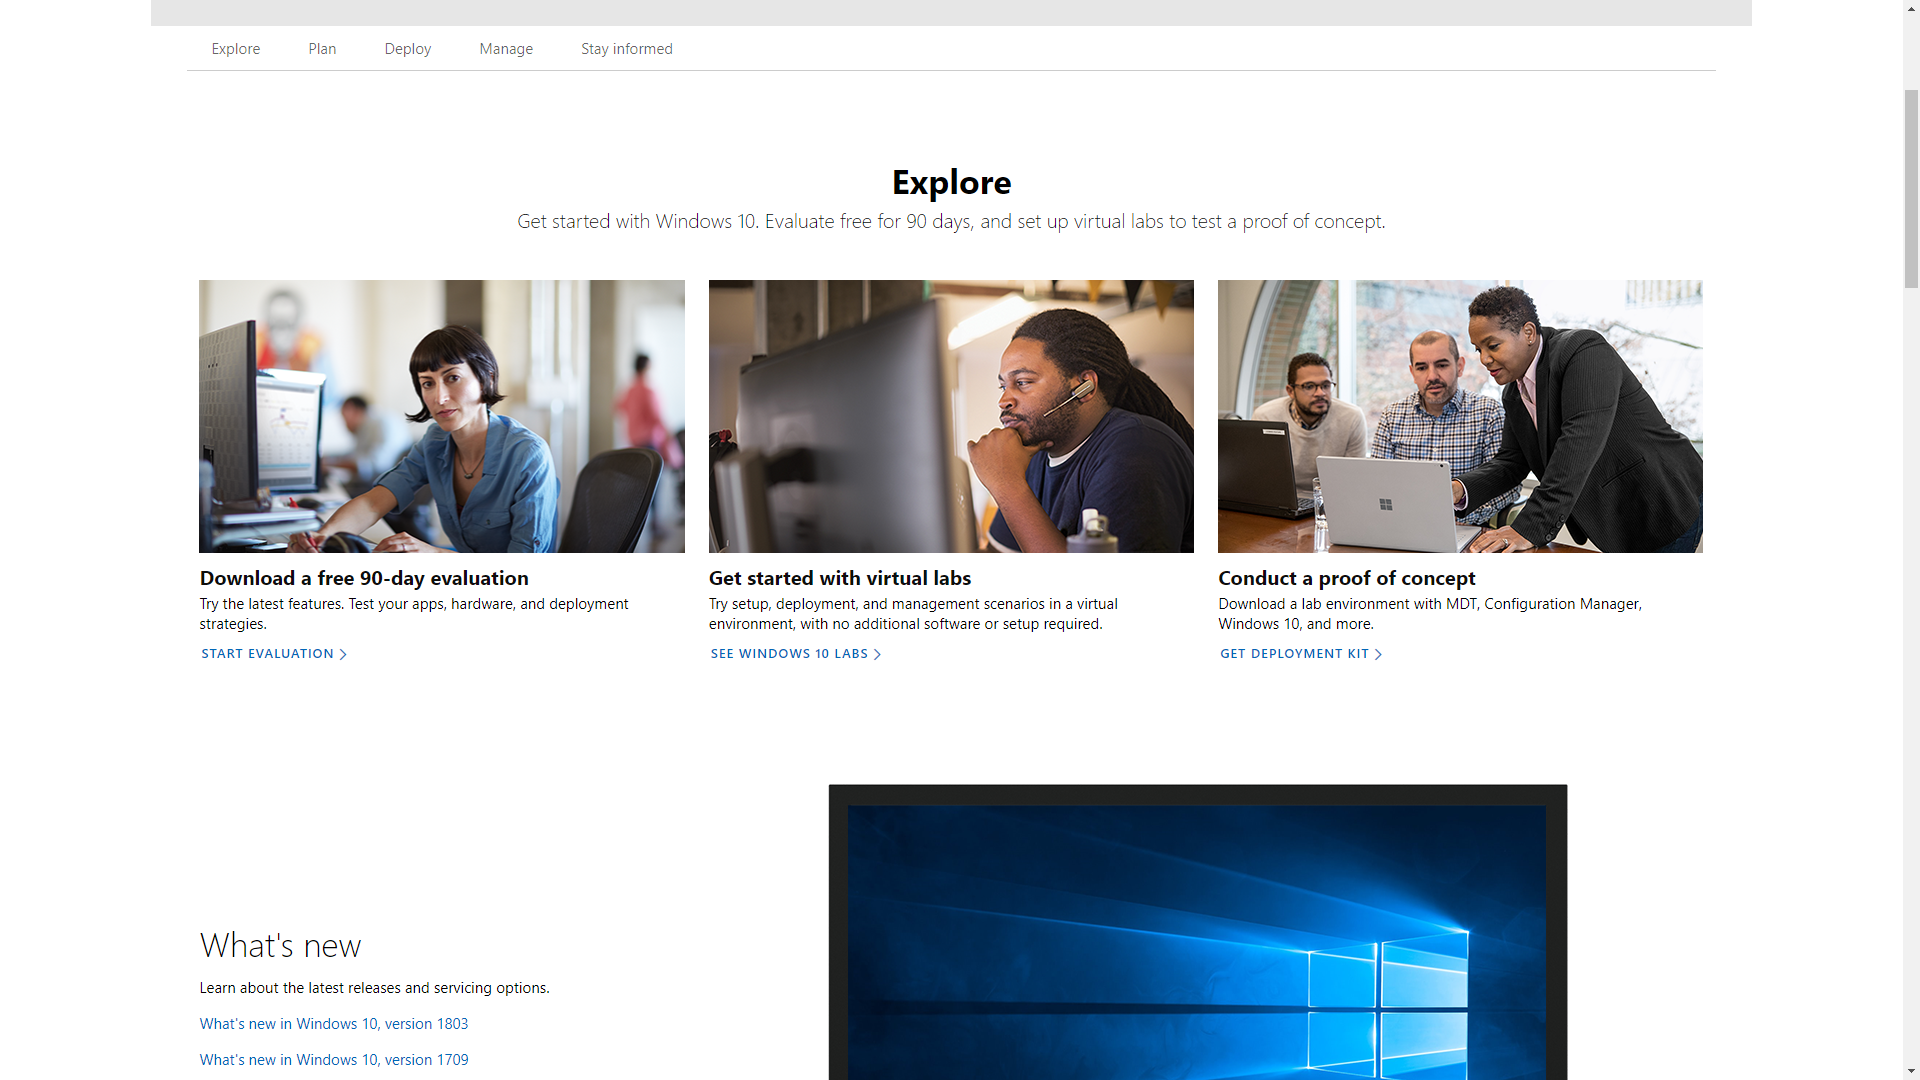 Explore
Plan
Deploy
Manage
Stay informed
Explore
Get started with Windows 10. Evaluate free for 90 days, and set up virtual labs to test a proof of concept.
Download a free 90-day evaluation
Try the latest features. Test your apps, hardware, and deployment
strategies.
START EVALUATION
Get started with virtual labs
Try setup, deployment, and management scenarios in a virtual
environment, with no additional software or setup required.
SEE WINDOWS 10 LABS
Conduct a proof of concept
Download a lab environment with MDT, Configuration Manager,
Windows 10, and more.
GET DEPLOYMENT KIT
What's new
Learn about the latest releases and servicing options.
What's new in Windows 10, version 1803
What's new in Windows 10, version 1709